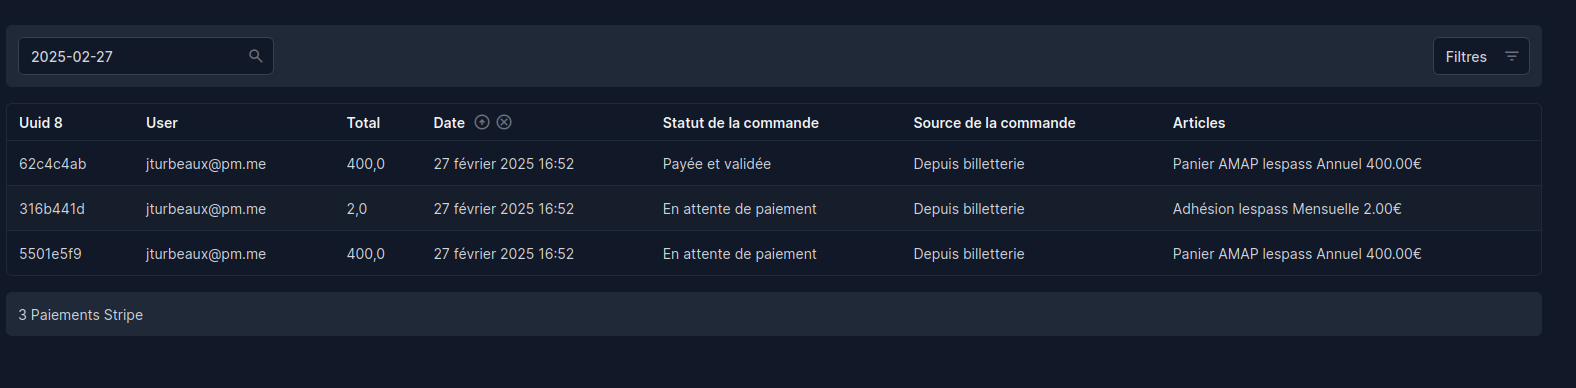 2025-02-27
Filtres
Uuid 8 User Total Date Statut de la commande Source de la commande Articles
62c4c4ab jturbeaux@pm.me 400,0 27 février 2025 16:52 Payée et validée Depuis billetterie Panier AMAP lespass Annuel 400.00€
316b441d jturbeaux@pm.me 2,0 27 février 2025 16:52 En attente de paiement Depuis billetterie Adhésion lespass Mensuelle 2.00€
5501e5f9 jturbeaux@pm.me 400,0 27 février 2025 16:52 En attente de paiement Depuis billetterie Panier AMAP lespass Annuel 400.00€
3 Paiements Stripe